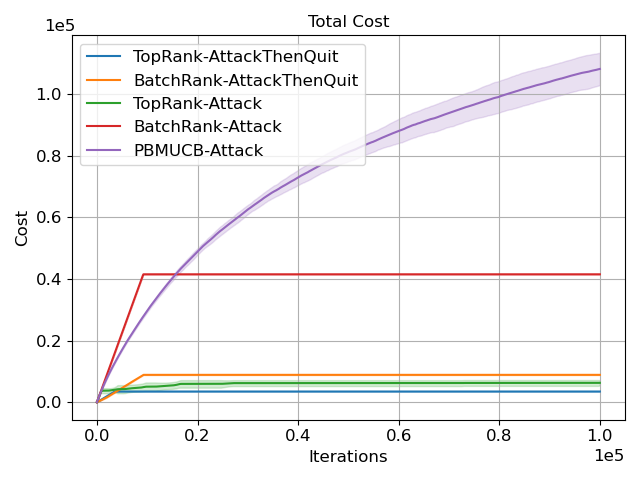 Total Cost
1e5
TopRank-AttackThenQuit
BatchRank-AttackThenQuit
TopRank-Attack
BatchRank-Attack
PBMUCB-Attack
1.0
0.8
0.6
0.4
0.2
0.0
Cost
0.0 0.2 0.4 0.6 0.8 1.0
Iterations
1e5